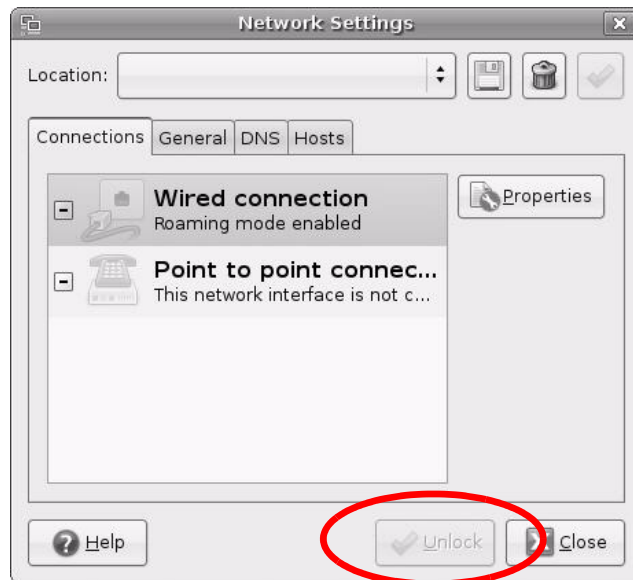 Network Settings
Location:
Connections General DNS Hosts
Wired connection
Roaming mode enabled
Properties
Point to point connec...
This network interface is not c...
Help Unlock Close